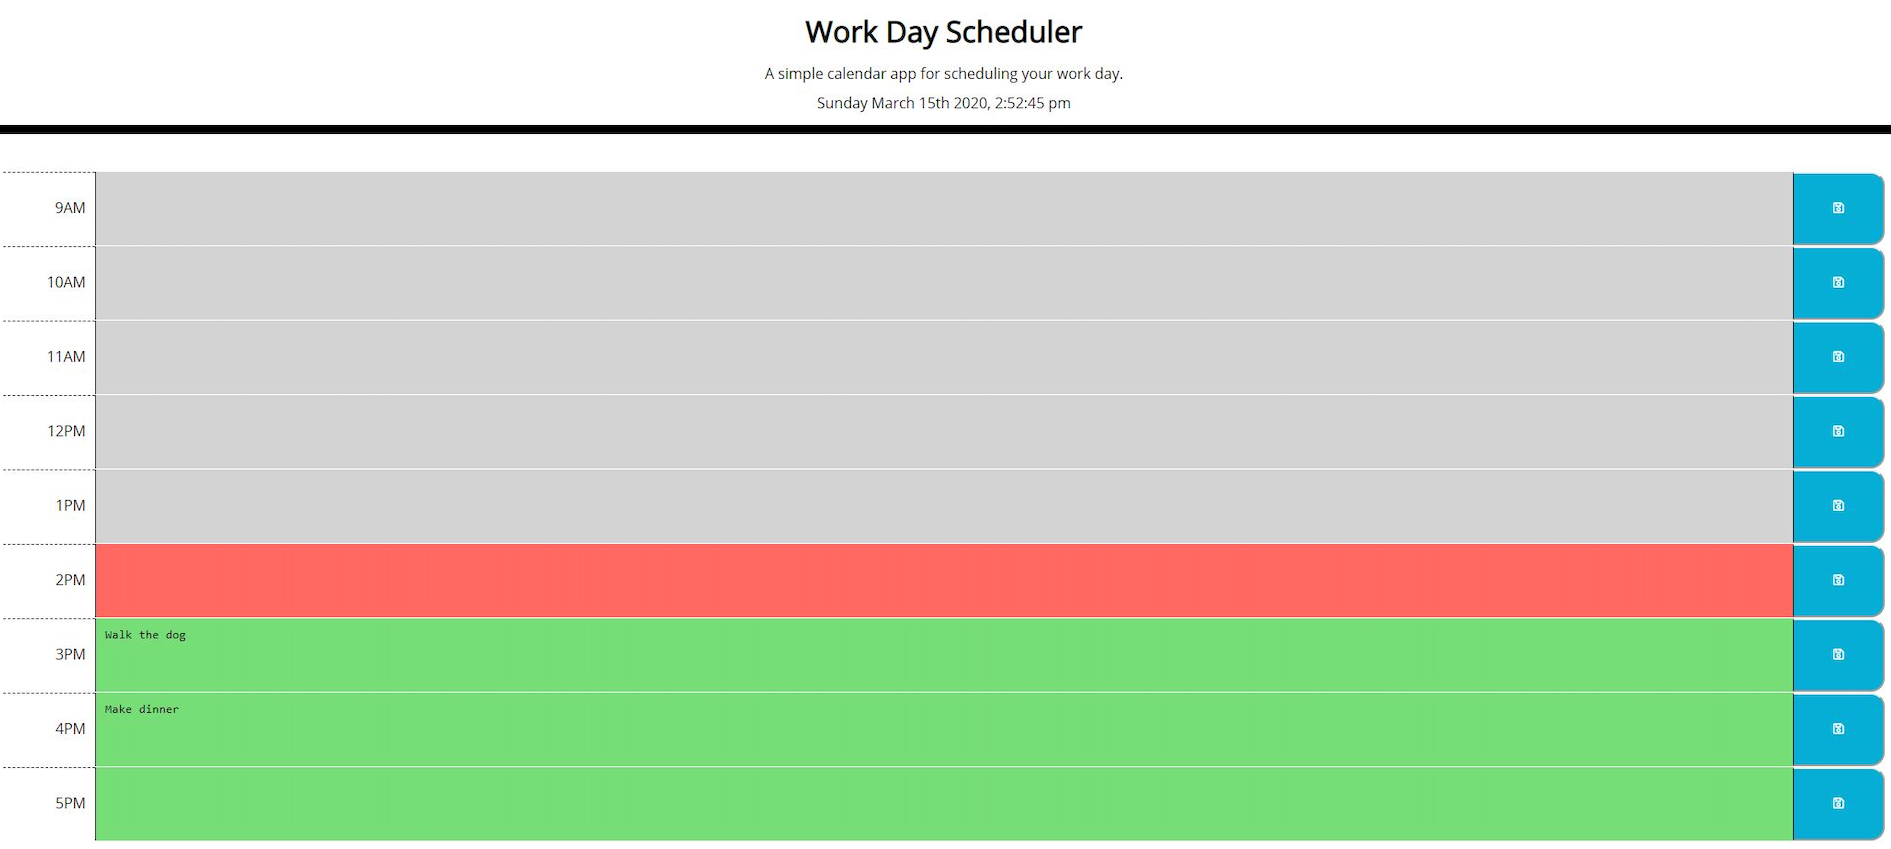 Work Day Scheduler
A simple calendar app for scheduling your work day.
Sunday March 15th 2020, 2:52:45 pm
9AM
10AM
11AM
12PM
1PM
2PM
3PM Walk the dog
4PM Make dinner
5PM